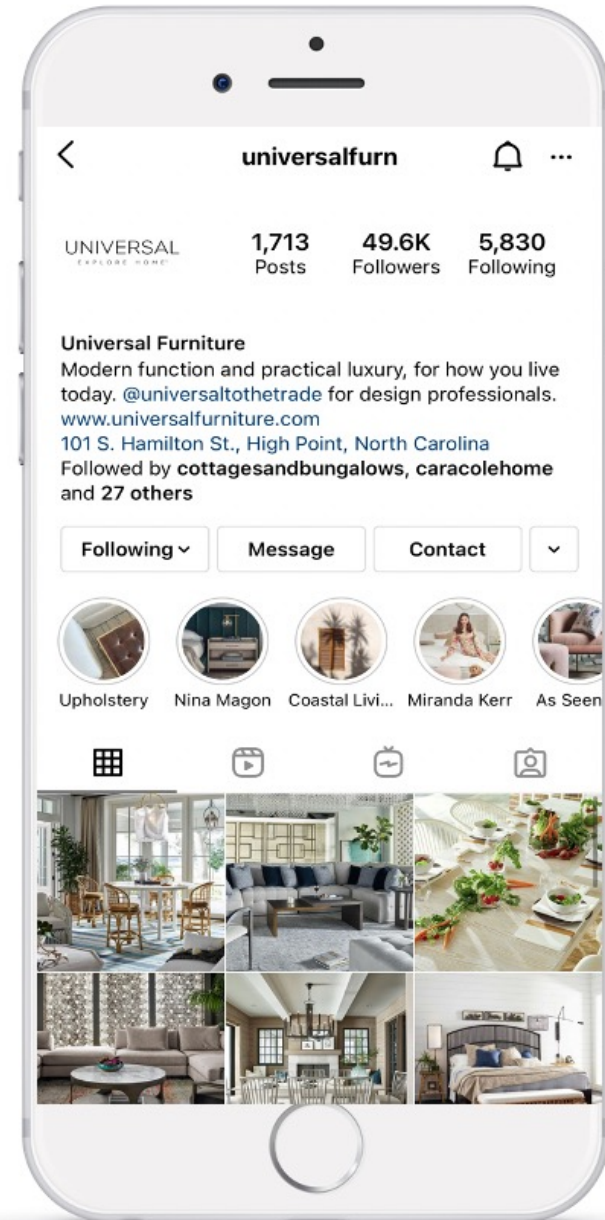 universalfurn
UNIVERSAL
EXPLORE HOME
1,713
Posts
49.6K
Followers
5,830
Following
Universal Furniture
Modern function and practical luxury, for how you live
today. @universaltothetrade for design professionals.
www.universalfurniture.com
101 S. Hamilton St., High Point, North Carolina
Followed by cottagesandbungalows, caracolehome
and 27 others
Following
Message
Contact
Upholstery
Nina Magon
Coastal Livi...
Miranda Kerr
As Seen